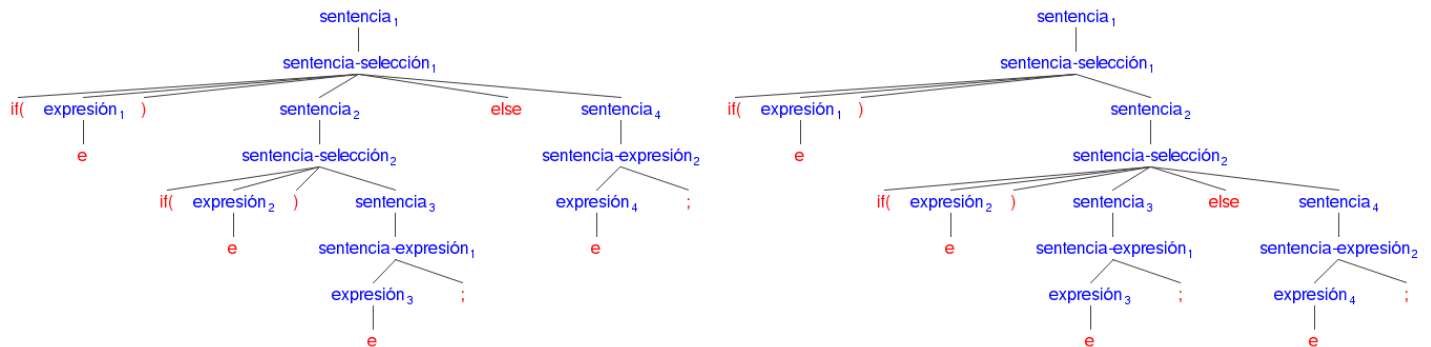 sentencia1 sentencia1
sentencia-selección1 sentencia-selección1
if( expresión1 ) sentencia2 else sentencia4 if( expresión1 ) sentencia2
e sentencia-selección2 sentencia-expresión2 e sentencia-selección2
if( expresión2 ) sentencia3 expresión4 ; if( expresión2 ) sentencia3 else sentencia4
e sentencia-expresión1 e e sentencia-expresión1 sentencia-expresión2
expresión3 ; expresión3 ; expresión4 ;
e e e